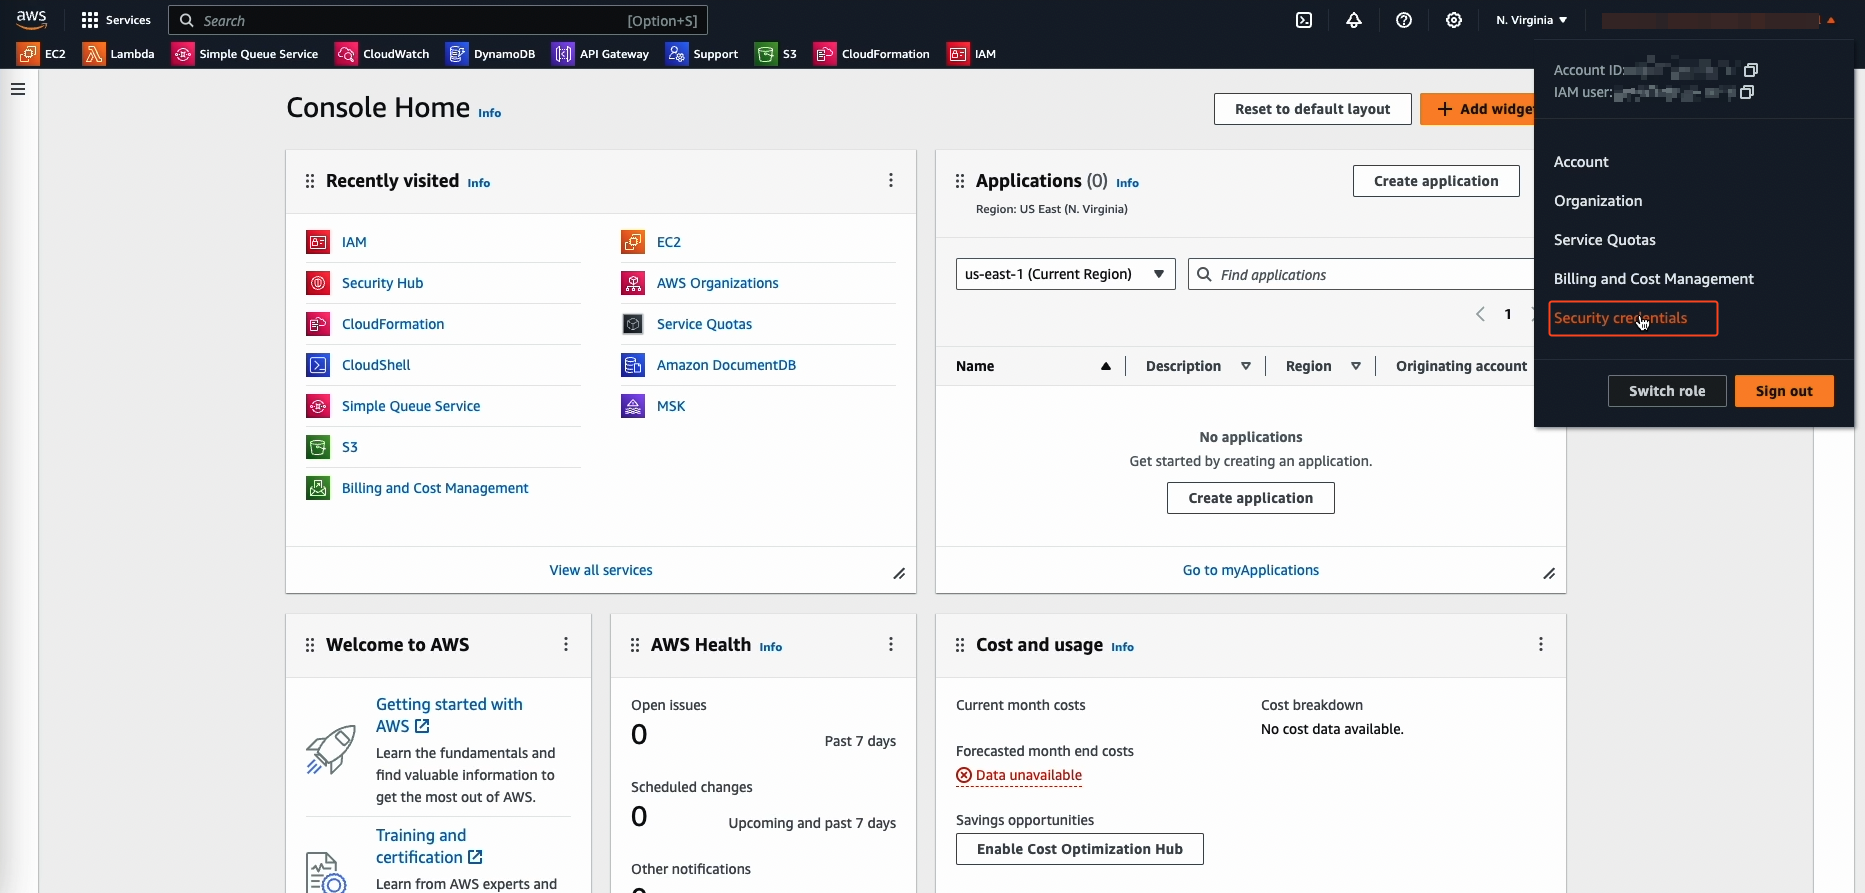 aws
Services
Search
[Option+S]
N. Virginia
EC2
Lambda
Simple Queue Service
CloudWatch
DynamoDB
API Gateway
Support
S3
CloudFormation
IAM
Account ID:
IAM user:
Account
Organization
Service Quotas
Billing and Cost Management
Security credentials
Switch role
Sign out
Console Home Info
Reset to default layout
Add
Recently visited Info
IAM
Security Hub
CloudFormation
CloudShell
Simple Queue Service
S3
Billing and Cost Management
EC2
AWS Organizations
Service Quotas
Amazon DocumentDB
MSK
View all services
Applications (0) Info
Region: US East (N. Virginia)
Create application
us-east-1 (Current Region)
Find applications
1
Name
Description
Region
Originating account
No applications
Get started by creating an application.
Create application
Go to myApplications
Welcome to AWS
Getting started with
AWS
Learn the fundamentals and
find valuable information to
get the most out of AWS.
Training and
certification
Learn from AWS experts and
AWS Health Info
Open issues
0
Past 7 days
Scheduled changes
0
Upcoming and past 7 days
Other notifications
Cost and usage Info
Current month costs
Forecasted month end costs
Data unavailable
Savings opportunities
Enable Cost Optimization Hub
Cost breakdown
No cost data available.